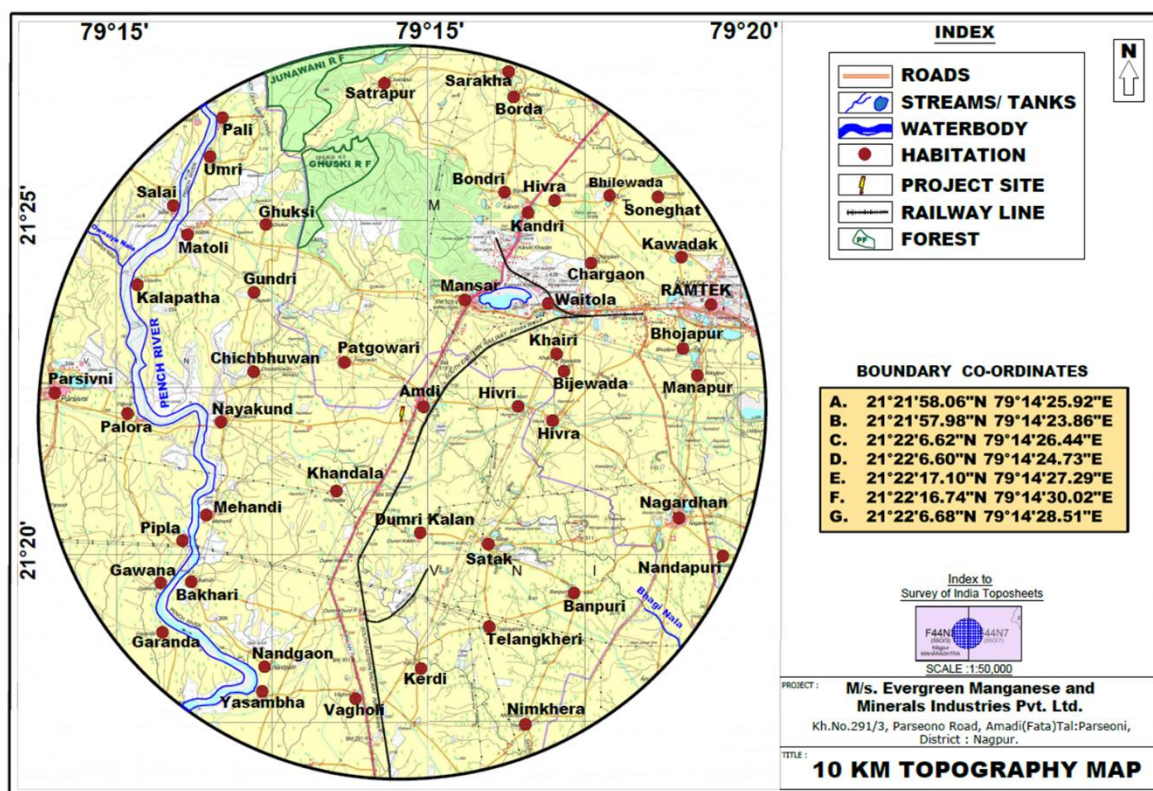 79°15' 79°15' 79°20'
21°25'
21°20'
JUNAWANI R F
GHUSKI R F
Sarakha
Satrapur
Borda
Pali
Umri
Salai
Bondri
Hivra
Bhilewada
Soneghat
Ghuksi
Kandri
Matoli
Kawadak
Chargaon
Gundri
Kalapatha
Mansar
Waitola
RAMTEK
PENCH RIVER
Khairi
Bhojapur
Patgowari
Chichbhuwan
Bijewada
Manapur
Parsivni
Amdi
Hivri
Palora
Nayakund
Hivra
Khandala
Nagardhan
Mehandi
Dumri Kalan
Pipla
Satak
Nandapuri
Gawana
Bakhari
Banpuri
Bhagi Nala
Garanda
Telangkheri
Nandgaon
Kerdi
Yasambha
Vagholi
Nimkhera
M
V N I
INDEX
N
ROADS
STREAMS/ TANKS
WATERBODY
HABITATION
PROJECT SITE
RAILWAY LINE
PF FOREST
BOUNDARY CO-ORDINATES
A. 21°21'58.06"N 79°14'25.92"E
B. 21°21'57.98"N 79°14'23.86"E
C. 21°22'6.62"N 79°14'26.44"E
D. 21°22'6.60"N 79°14'24.73"E
E. 21°22'17.10"N 79°14'27.29"E
F. 21°22'16.74"N 79°14'30.02"E
G. 21°22'6.68"N 79°14'28.51"E
Index to
Survey of India Toposheets
SCALE :1:50,000
PROJECT : M/s. Evergreen Manganese and
Minerals Industries Pvt. Ltd.
Kh.No.291/3, Parseono Road, Amadi(Fata)Tal:Parseoni,
District : Nagpur.
TITLE : 10 KM TOPOGRAPHY MAP